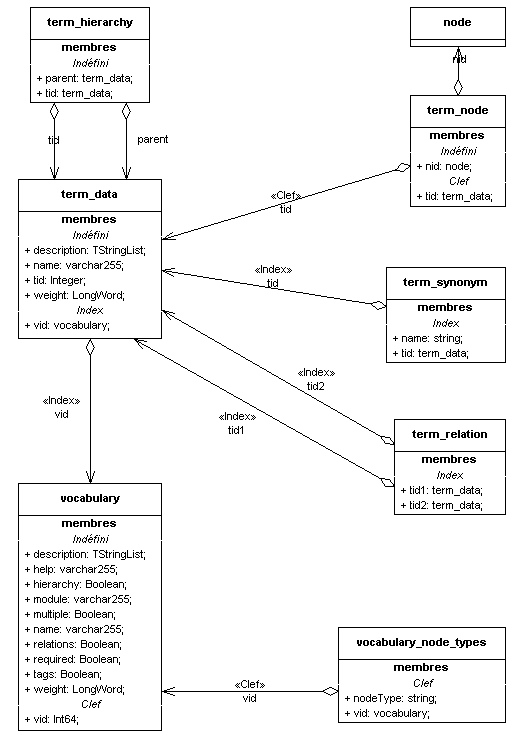 term_hierarchy
membres
Indéfini
+ parent: term_data;
+ tid: term_data;
node
nid
term_node
membres
Indéfini
+ nid: node;
Clef
+ tid: term_data;
tid
parent
term_data
membres
Indéfini
+ description: TStringList;
+ name: varchar255;
+ tid: Integer;
+ weight: LongWord;
Index
+ vid: vocabulary;
«Clef»
tid
«Index»
tid
term_synonym
membres
Index
+ name: string;
+ tid: term_data;
«Index»
tid2
«Index»
tid1
«Index»
vid
term_relation
membres
Index
+ tid1: term_data;
+ tid2: term_data;
vocabulary
membres
Indéfini
+ description: TStringList;
+ help: varchar255;
+ hierarchy: Boolean;
+ module: varchar255;
+ multiple: Boolean;
+ name: varchar255;
+ relations: Boolean;
+ required: Boolean;
+ tags: Boolean;
+ weight: LongWord;
Clef
+ vid: Int64;
«Clef»
vid
vocabulary_node_types
membres
Clef
+ nodeType: string;
+ vid: vocabulary;